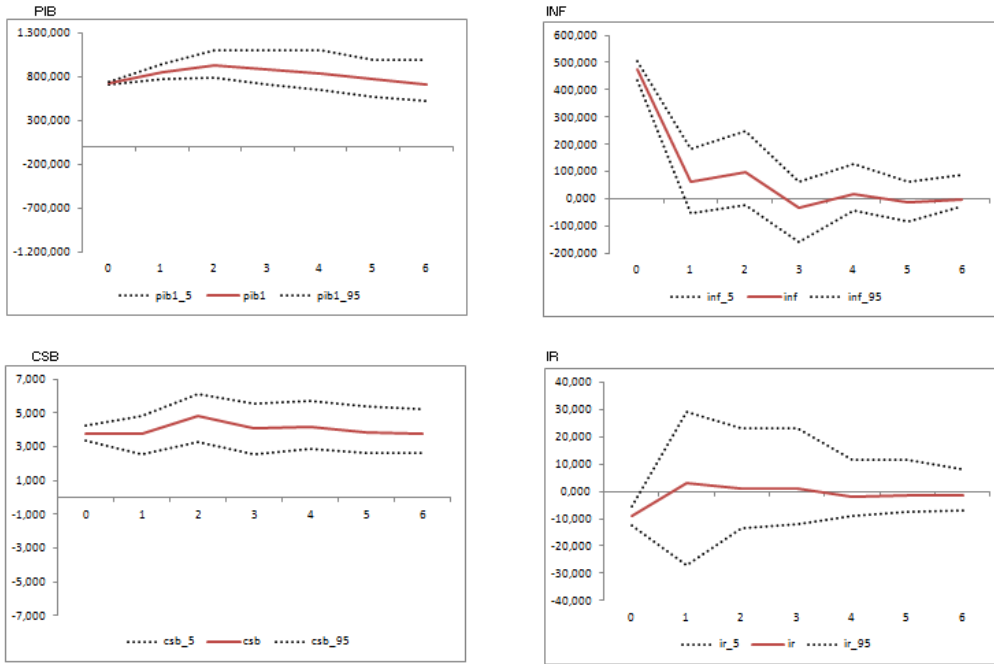 PIB
1.300,000
800,000
300,000
-200,000
-700,000
-1.200,000
0 1 2 3 4 5 6
pib1_5 pib1 pib1_95
INF
600,000
500,000
400,000
300,000
200,000
100,000
0,000
-100,000
-200,000
0 1 2 3 4 5 6
inf_5 inf inf_95
CSB
7,000
5,000
3,000
1,000
-1,000
-3,000
-5,000
-7,000
0 1 2 3 4 5 6
csb_5 csb csb_95
IR
40,000
30,000
20,000
10,000
0,000
-10,000
-20,000
-30,000
-40,000
0 1 2 3 4 5 6
ir_5 ir ir_95